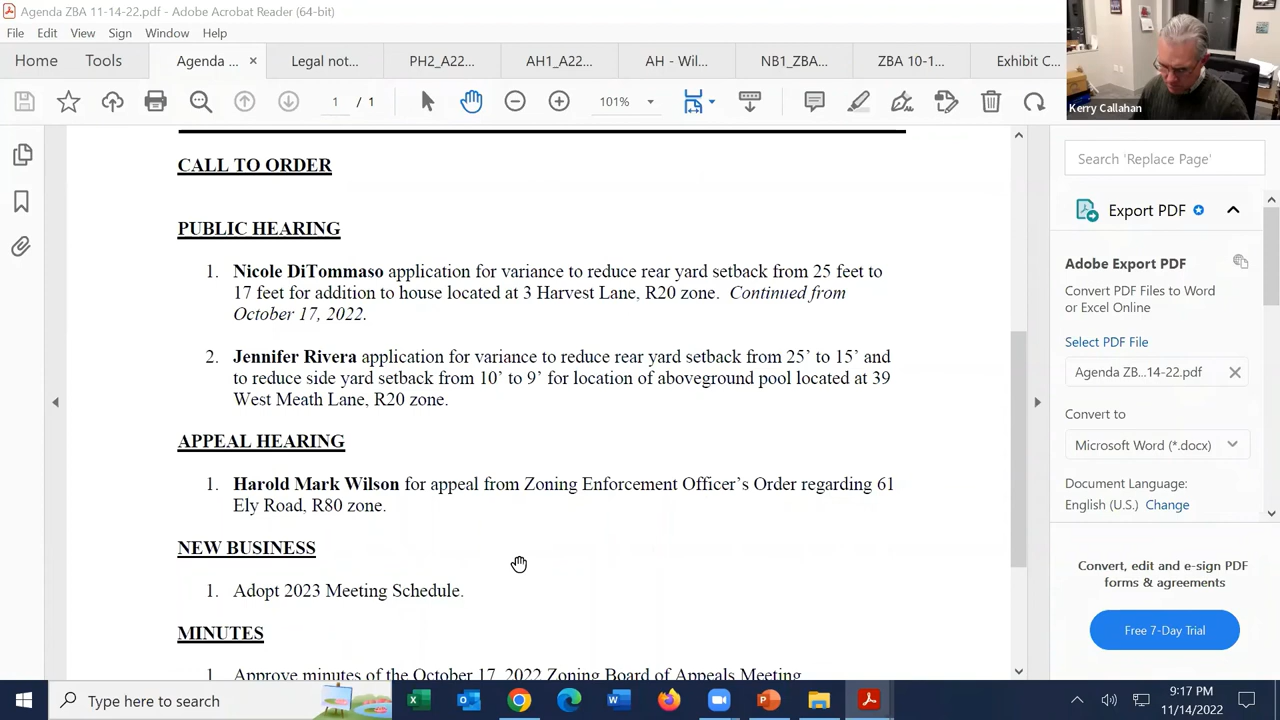 Agenda ZBA 11-14-22.pdf - Adobe Acrobat Reader (64-bit)
File Edit View Sign Window Help
Home Tools Agenda ... × Legal not... PH2_A22... AH1_A22... AH - Wil... NB1_ZBA... ZBA 10-1... Exhibit C...
1 / 1 101%
Kerry Callahan
CALL TO ORDER
PUBLIC HEARING
1. Nicole DiTommaso application for variance to reduce rear yard setback from 25 feet to
17 feet for addition to house located at 3 Harvest Lane, R20 zone. Continued from
October 17, 2022.
2. Jennifer Rivera application for variance to reduce rear yard setback from 25’ to 15’ and
to reduce side yard setback from 10’ to 9’ for location of aboveground pool located at 39
West Meath Lane, R20 zone.
APPEAL HEARING
1. Harold Mark Wilson for appeal from Zoning Enforcement Officer’s Order regarding 61
Ely Road, R80 zone.
NEW BUSINESS
1. Adopt 2023 Meeting Schedule.
MINUTES
1. Approve minutes of the October 17, 2022 Zoning Board of Appeals Meeting
Search 'Replace Page'
Export PDF
Adobe Export PDF
Convert PDF Files to Word
or Excel Online
Select PDF File
Agenda ZB...14-22.pdf
Convert to
Microsoft Word (*.docx)
Document Language:
English (U.S.) Change
Convert, edit and e-sign PDF
forms & agreements
Free 7-Day Trial
Type here to search
9:17 PM
11/14/2022